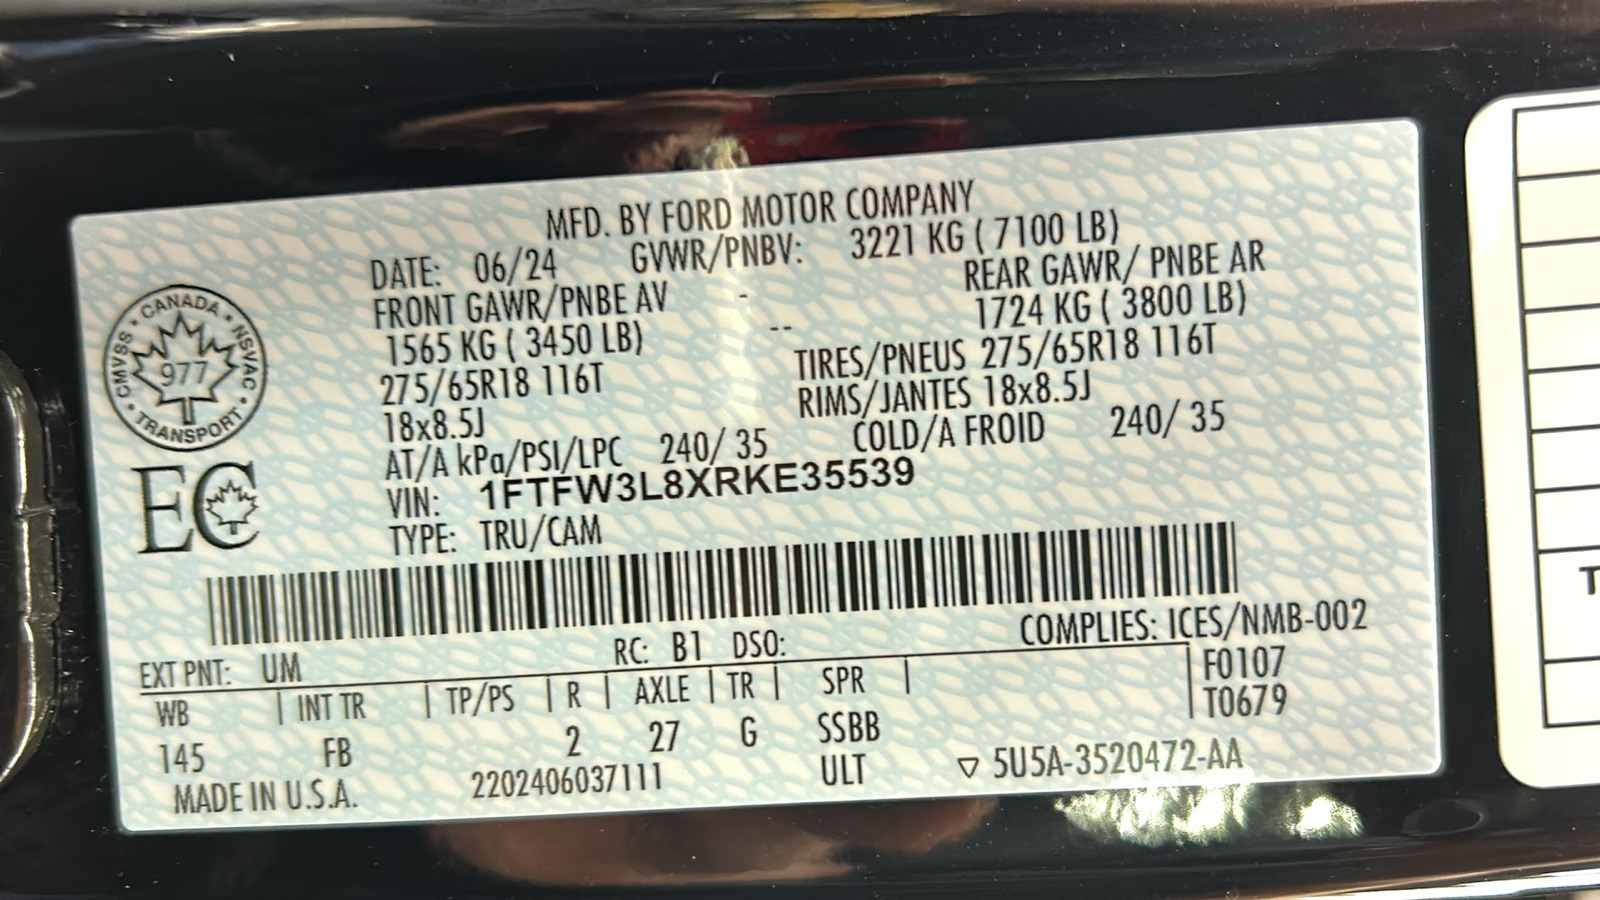 MFD. BY FORD MOTOR COMPANY
DATE: 06/24 GVWR/PNBV: 3221 KG ( 7100 LB)
FRONT GAWR/PNBE AV - REAR GAWR/ PNBE AR
1565 KG ( 3450 LB) -- 1724 KG ( 3800 LB)
275/65R18 116T TIRES/PNEUS 275/65R18 116T
18x8.5J RIMS/JANTES 18x8.5J
AT/A kPa/PSI/LPC 240/ 35 COLD/A FROID 240/ 35
VIN: 1FTFW3L8XRKE35539
TYPE: TRU/CAM
CANADA • NSVAC • TRANSPORT • CMVSS •
977
EC
EXT PNT: UM RC: B1 DSO: COMPLIES: ICES/NMB-002
WB | INT TR | TP/PS | R | AXLE | TR | SPR | F0107
145 FB 2 27 G SSBB T0679
MADE IN U.S.A. 2202406037111 ULT ▽ 5U5A-3520472-AA
T